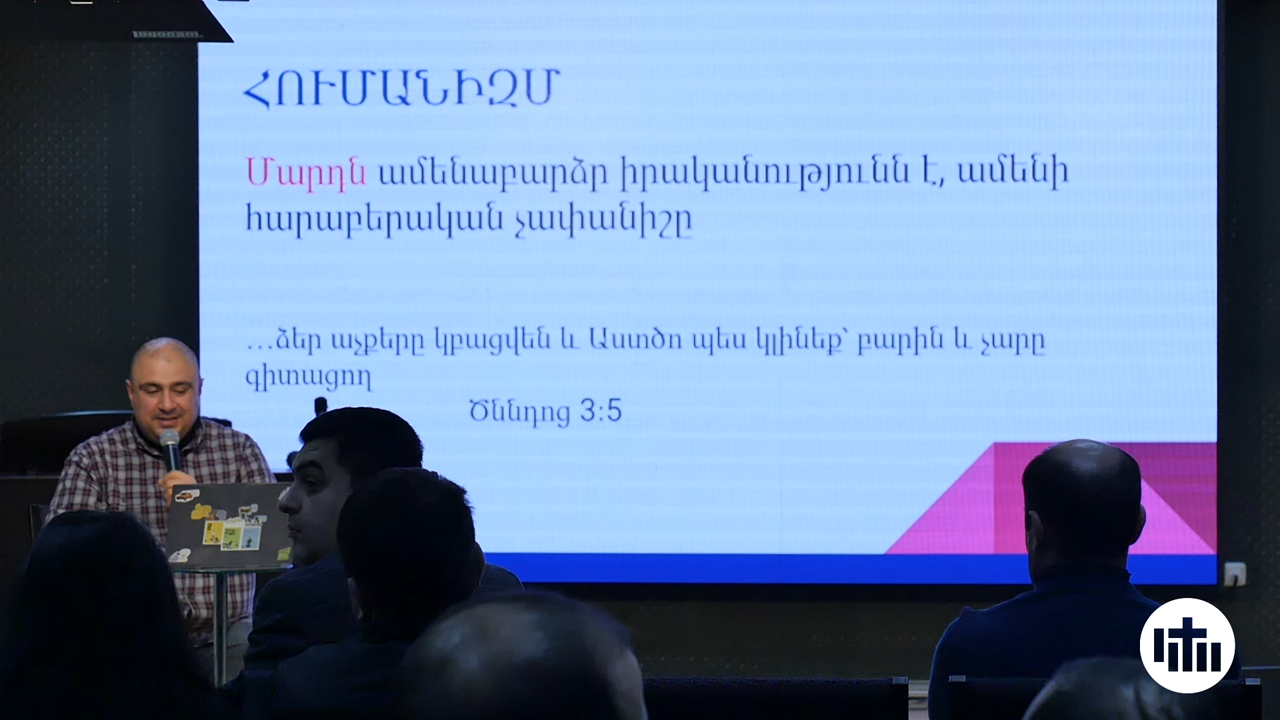 ՀՈՒՄԱՆԻԶՄ
Մարդն ամենաբարձր իրականությունն է, ամենի
հարաբերական չափանիշը
…ձեր աչքերը կբացվեն և Աստծո պես կլինեք՝ բարին և չարը
գիտացող
Ծննդոց 3:5